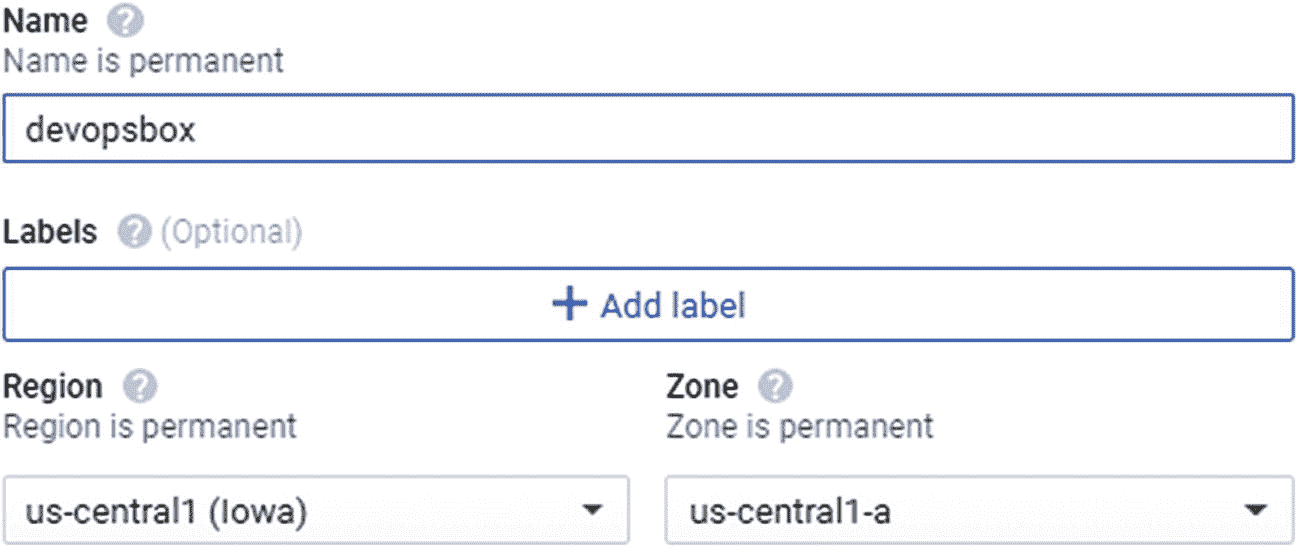 Name ?
Name is permanent
devopsbox
Labels ? (Optional)
+ Add label
Region ?
Region is permanent
us-central1 (Iowa)
Zone ?
Zone is permanent
us-central1-a